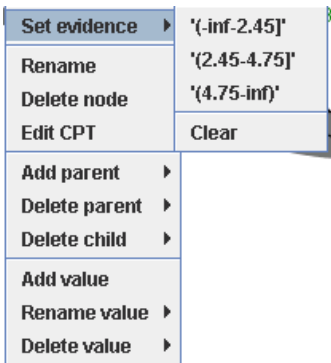 Set evidence
Rename
Delete node
Edit CPT
Add parent
Delete parent
Delete child
Add value
Rename value
Delete value
'(-inf-2.45]'
'(2.45-4.75]'
'(4.75-inf)'
Clear